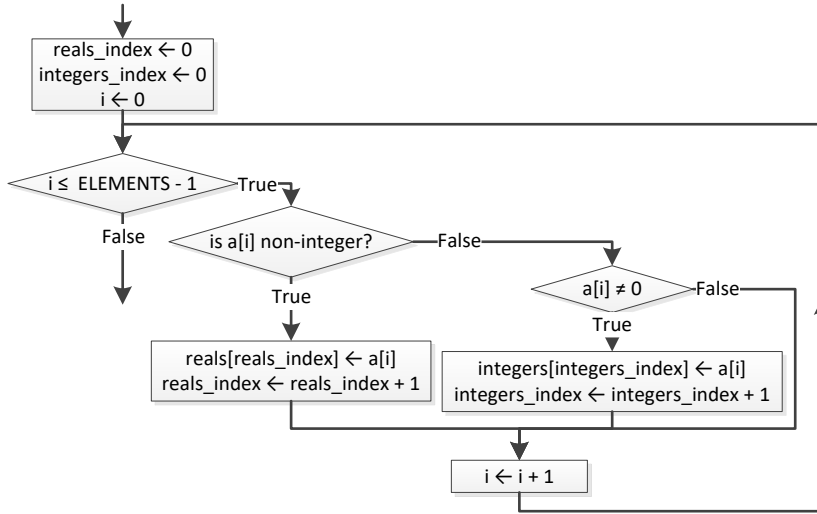 reals_index ← 0
integers_index ← 0
i ← 0
i ≤ ELEMENTS - 1
True
False
is a[i] non-integer?
False
True
a[i] ≠ 0
False
True
reals[reals_index] ← a[i]
reals_index ← reals_index + 1
integers[integers_index] ← a[i]
integers_index ← integers_index + 1
i ← i + 1